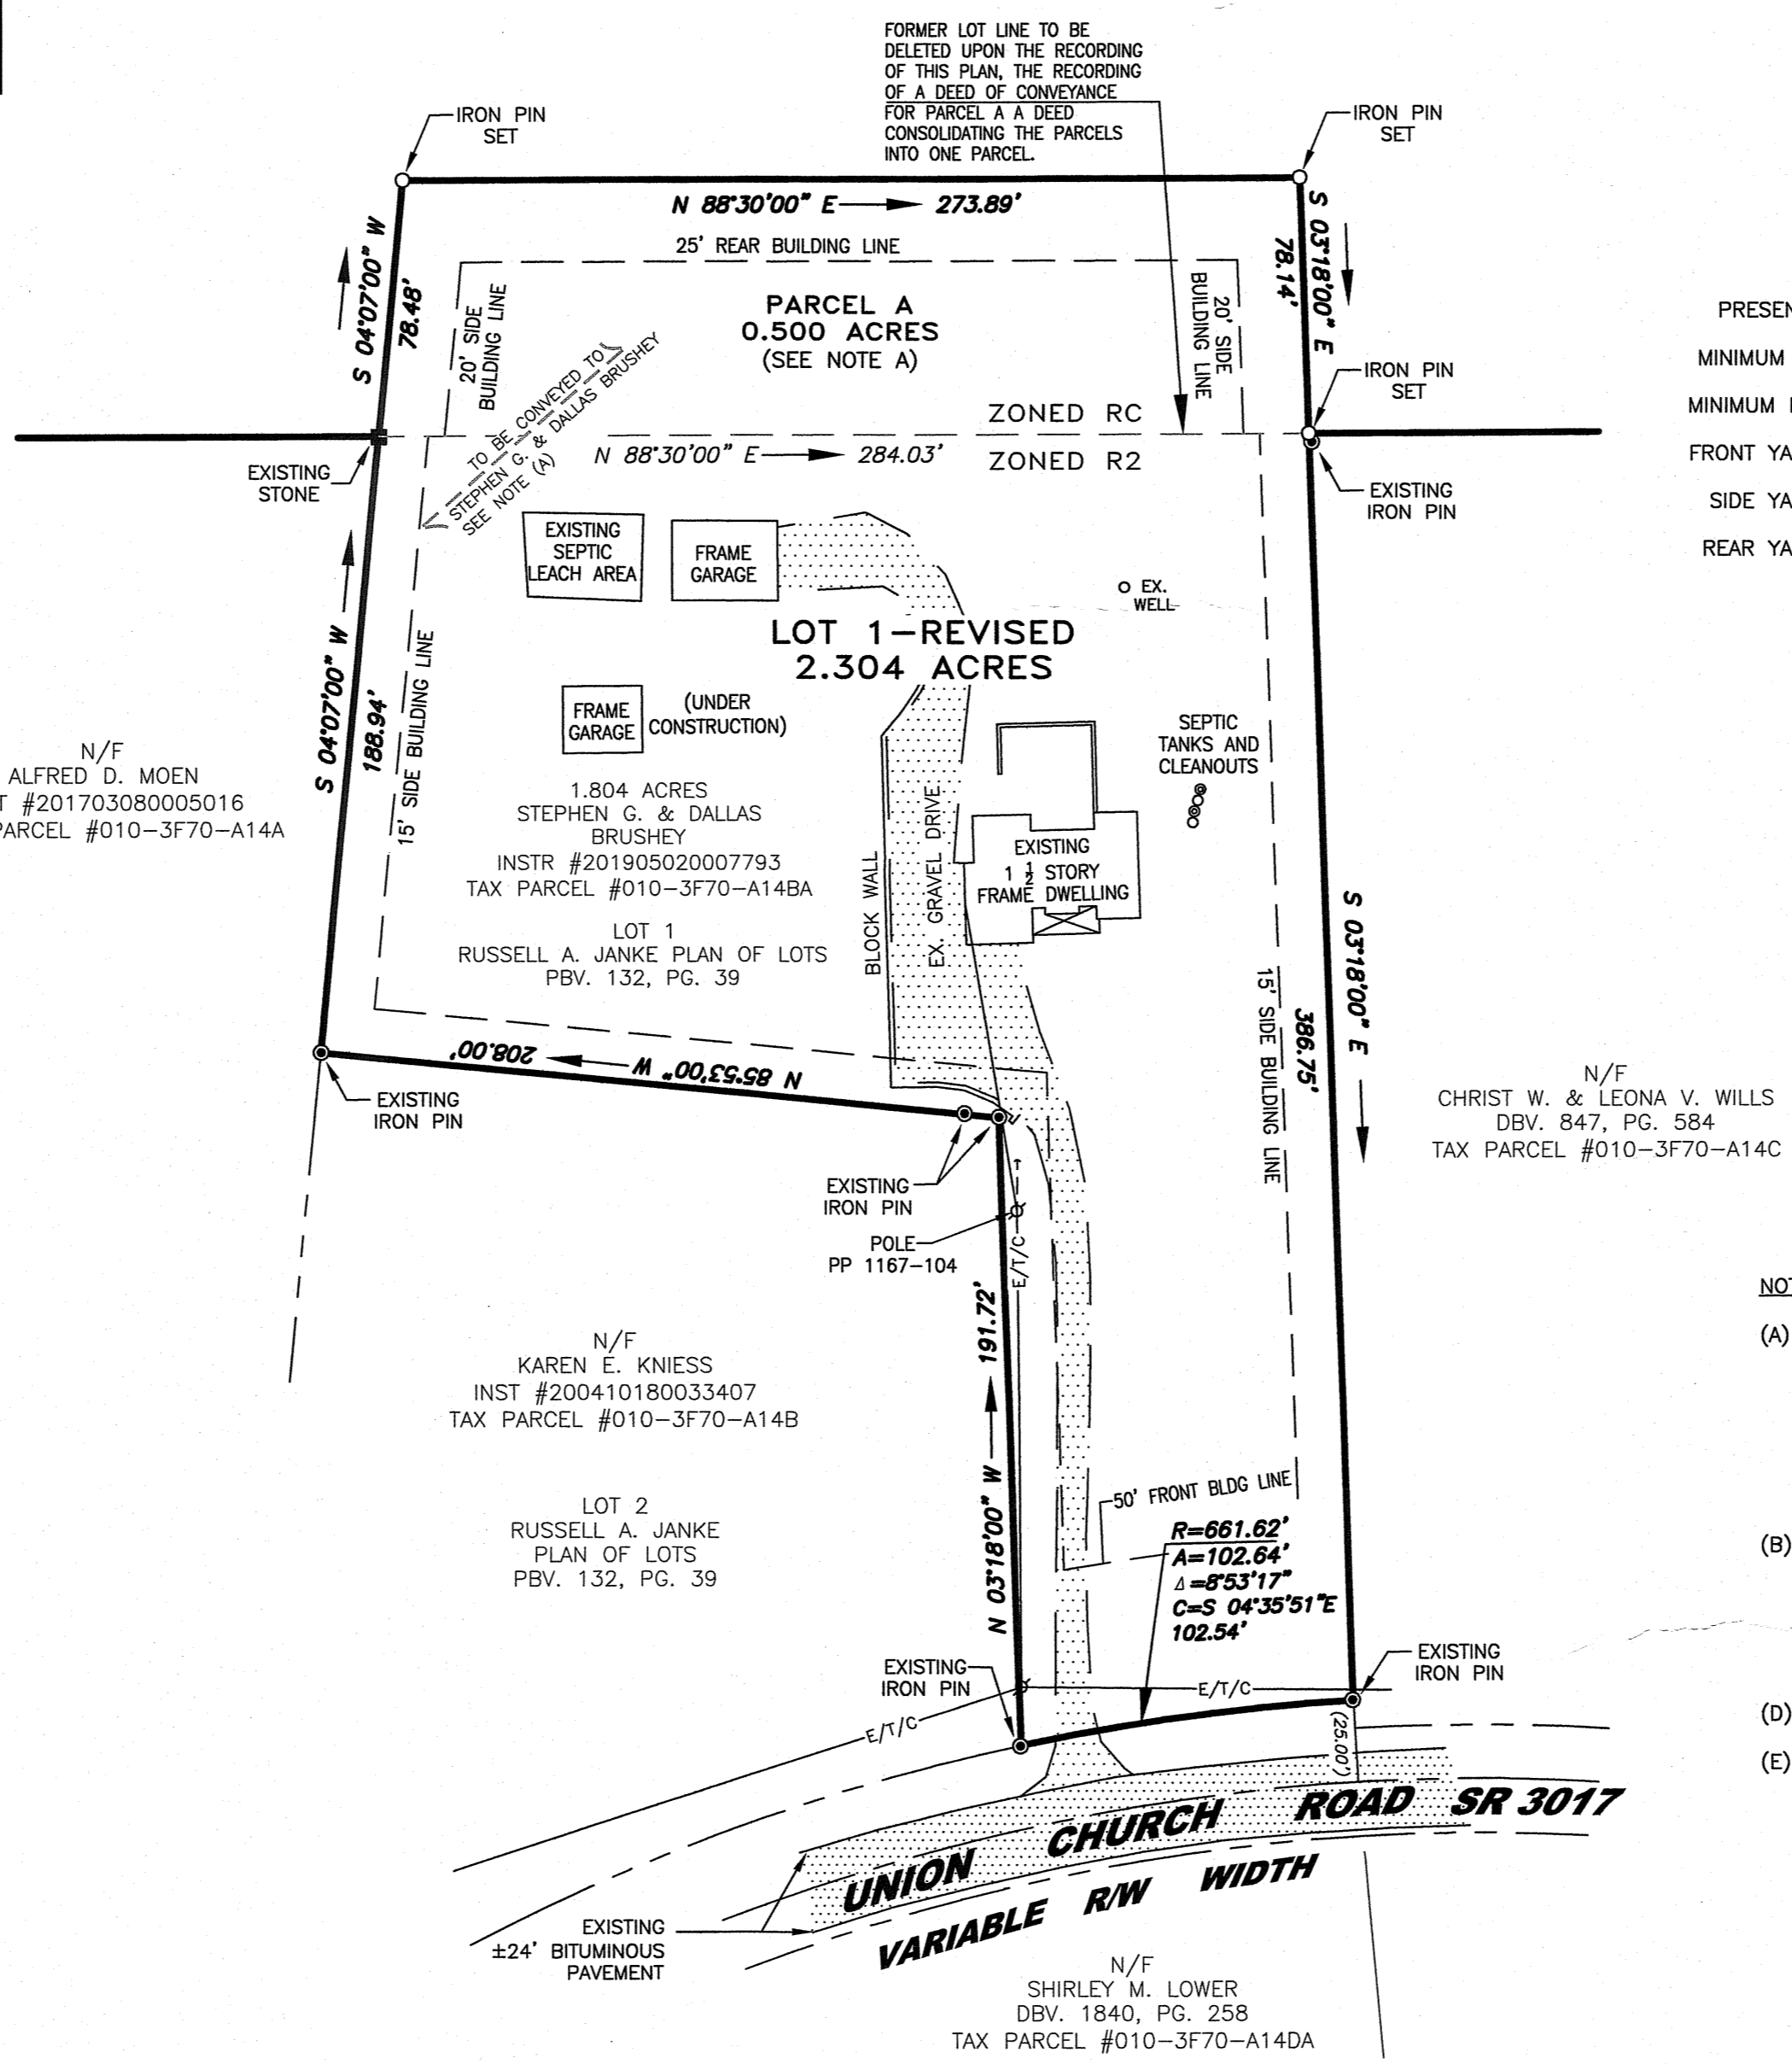 FORMER LOT LINE TO BE
DELETED UPON THE RECORDING
OF THIS PLAN, THE RECORDING
OF A DEED OF CONVEYANCE
FOR PARCEL A A DEED
CONSOLIDATING THE PARCELS
INTO ONE PARCEL.
IRON PIN
SET
IRON PIN
SET
N 88°30'00" E
273.89'
S 04°07'00" W
78.48'
S 03°18'00" E
78.14'
25' REAR BUILDING LINE
20' SIDE
BUILDING LINE
20' SIDE
BUILDING LINE
PARCEL A
0.500 ACRES
(SEE NOTE A)
TO BE CONVEYED TO
STEPHEN G. & DALLAS BRUSHEY
SEE NOTE (A)
IRON PIN
SET
ZONED RC
N 88°30'00" E
284.03'
ZONED R2
EXISTING
STONE
EXISTING
IRON PIN
PRESEN
MINIMUM
MINIMUM
FRONT YA
SIDE YA
REAR YA
EXISTING
SEPTIC
LEACH AREA
FRAME
GARAGE
EX.
WELL
LOT 1-REVISED
2.304 ACRES
S 04°07'00" W
188.94'
15' SIDE BUILDING LINE
FRAME
GARAGE
(UNDER
CONSTRUCTION)
SEPTIC
TANKS AND
CLEANOUTS
N/F
ALFRED D. MOEN
T #201703080005016
PARCEL #010-3F70-A14A
1.804 ACRES
STEPHEN G. & DALLAS
BRUSHEY
INSTR #201905020007793
TAX PARCEL #010-3F70-A14BA
LOT 1
RUSSELL A. JANKE PLAN OF LOTS
PBV. 132, PG. 39
BLOCK WALL
EX. GRAVEL DRIVE
EXISTING
1 ½ STORY
FRAME DWELLING
S 03°18'00" E
386.75'
15' SIDE BUILDING LINE
N 85°53'00" W
208.00'
EXISTING
IRON PIN
N/F
CHRIST W. & LEONA V. WILLS
DBV. 847, PG. 584
TAX PARCEL #010-3F70-A14C
EXISTING
IRON PIN
POLE
PP 1167-104
E/T/C
NOT
(A)
N 03°18'00" W
191.72'
N/F
KAREN E. KNIESS
INST #200410180033407
TAX PARCEL #010-3F70-A14B
LOT 2
RUSSELL A. JANKE
PLAN OF LOTS
PBV. 132, PG. 39
50' FRONT BLDG LINE
R=661.62'
A=102.64'
Δ=8°53'17"
C=S 04°35'51"E
102.54'
(B)
EXISTING
IRON PIN
EXISTING
IRON PIN
E/T/C
E/T/C
(25.00')
(D)
(E)
UNION CHURCH ROAD SR 3017
VARIABLE R/W WIDTH
EXISTING
±24' BITUMINOUS
PAVEMENT
N/F
SHIRLEY M. LOWER
DBV. 1840, PG. 258
TAX PARCEL #010-3F70-A14DA